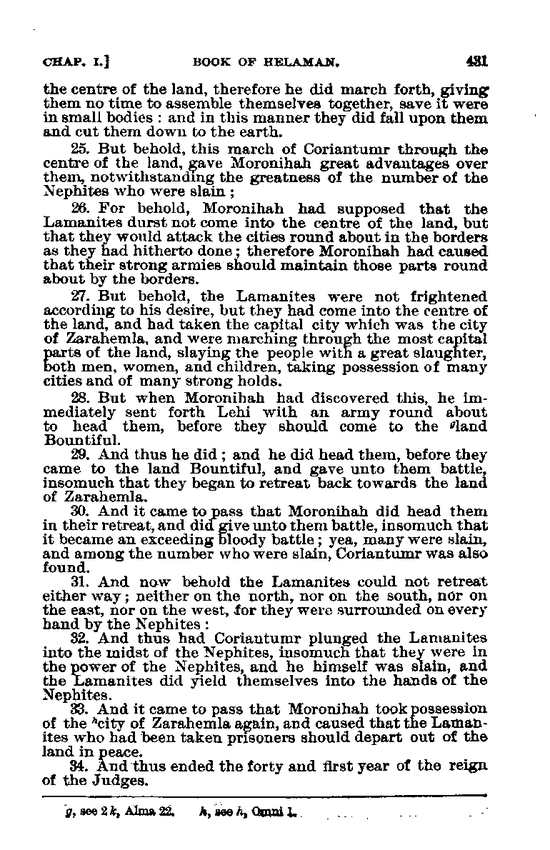 CHAP. I.] BOOK OF HELAMAN. 431
the centre of the land, therefore he did march forth, giving
them no time to assemble themselves together, save it were
in small bodies : and in this manner they did fall upon them
and cut them down to the earth.
25. But behold, this march of Coriantumr through the
centre of the land, gave Moronihah great advantages over
them, notwithstanding the greatness of the number of the
Nephites who were slain ;
26. For behold, Moronihah had supposed that the
Lamanites durst not come into the centre of the land, but
that they would attack the cities round about in the borders
as they had hitherto done ; therefore Moronihah had caused
that their strong armies should maintain those parts round
about by the borders.
27. But behold, the Lamanites were not frightened
according to his desire, but they had come into the centre of
the land, and had taken the capital city which was the city
of Zarahemla, and were marching through the most capital
parts of the land, slaying the people with a great slaughter,
both men, women, and children, taking possession of many
cities and of many strong holds.
28. But when Moronihah had discovered this, he im-
mediately sent forth Lehi with an army round about
to head them, before they should come to the ᵍland
Bountiful.
29. And thus he did ; and he did head them, before they
came to the land Bountiful, and gave unto them battle,
insomuch that they began to retreat back towards the land
of Zarahemla.
30. And it came to pass that Moronihah did head them
in their retreat, and did give unto them battle, insomuch that
it became an exceeding bloody battle ; yea, many were slain,
and among the number who were slain, Coriantumr was also
found.
31. And now behold the Lamanites could not retreat
either way ; neither on the north, nor on the south, nor on
the east, nor on the west, for they were surrounded on every
hand by the Nephites :
32. And thus had Coriantumr plunged the Lamanites
into the midst of the Nephites, insomuch that they were in
the power of the Nephites, and he himself was slain, and
the Lamanites did yield themselves into the hands of the
Nephites.
33. And it came to pass that Moronihah took possession
of the ʰcity of Zarahemla again, and caused that the Laman-
ites who had been taken prisoners should depart out of the
land in peace.
34. And thus ended the forty and first year of the reign
of the Judges.
g, see 2 k, Alma 22. h, see h, Omni 1.